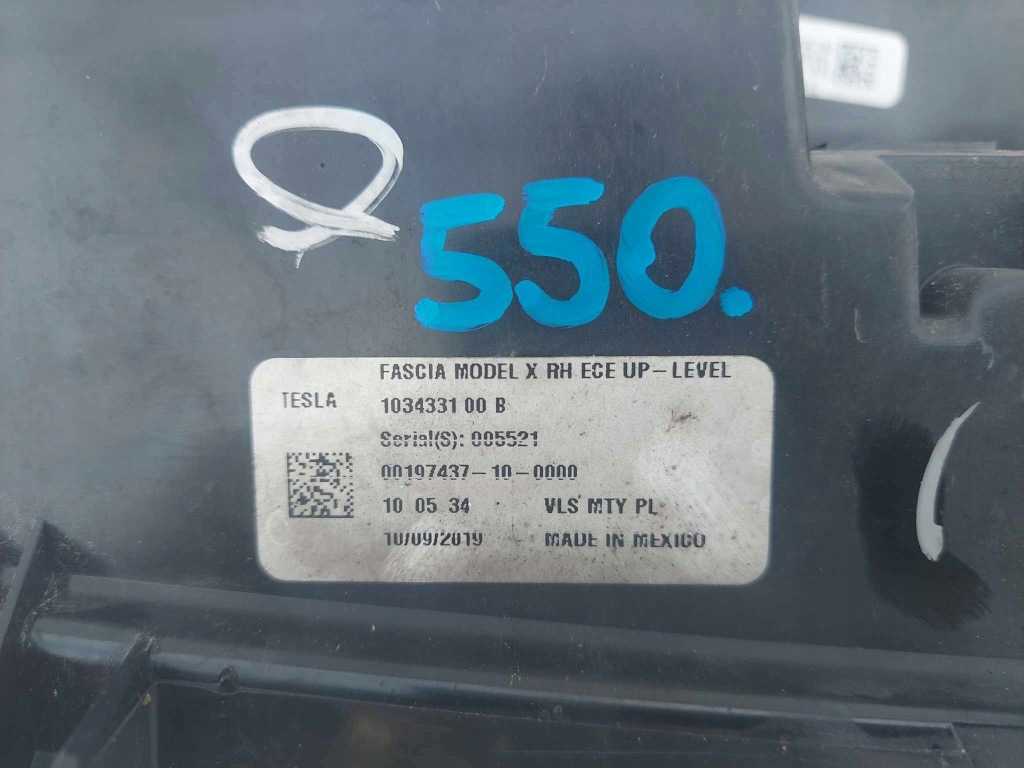 550.
FASCIA MODEL X RH ECE UP-LEVEL
TESLA
1034331 00 B
Serial(S): 005521
00197437-10-0000
10 05 34 VLS MTY PL
10/09/2019 MADE IN MEXICO